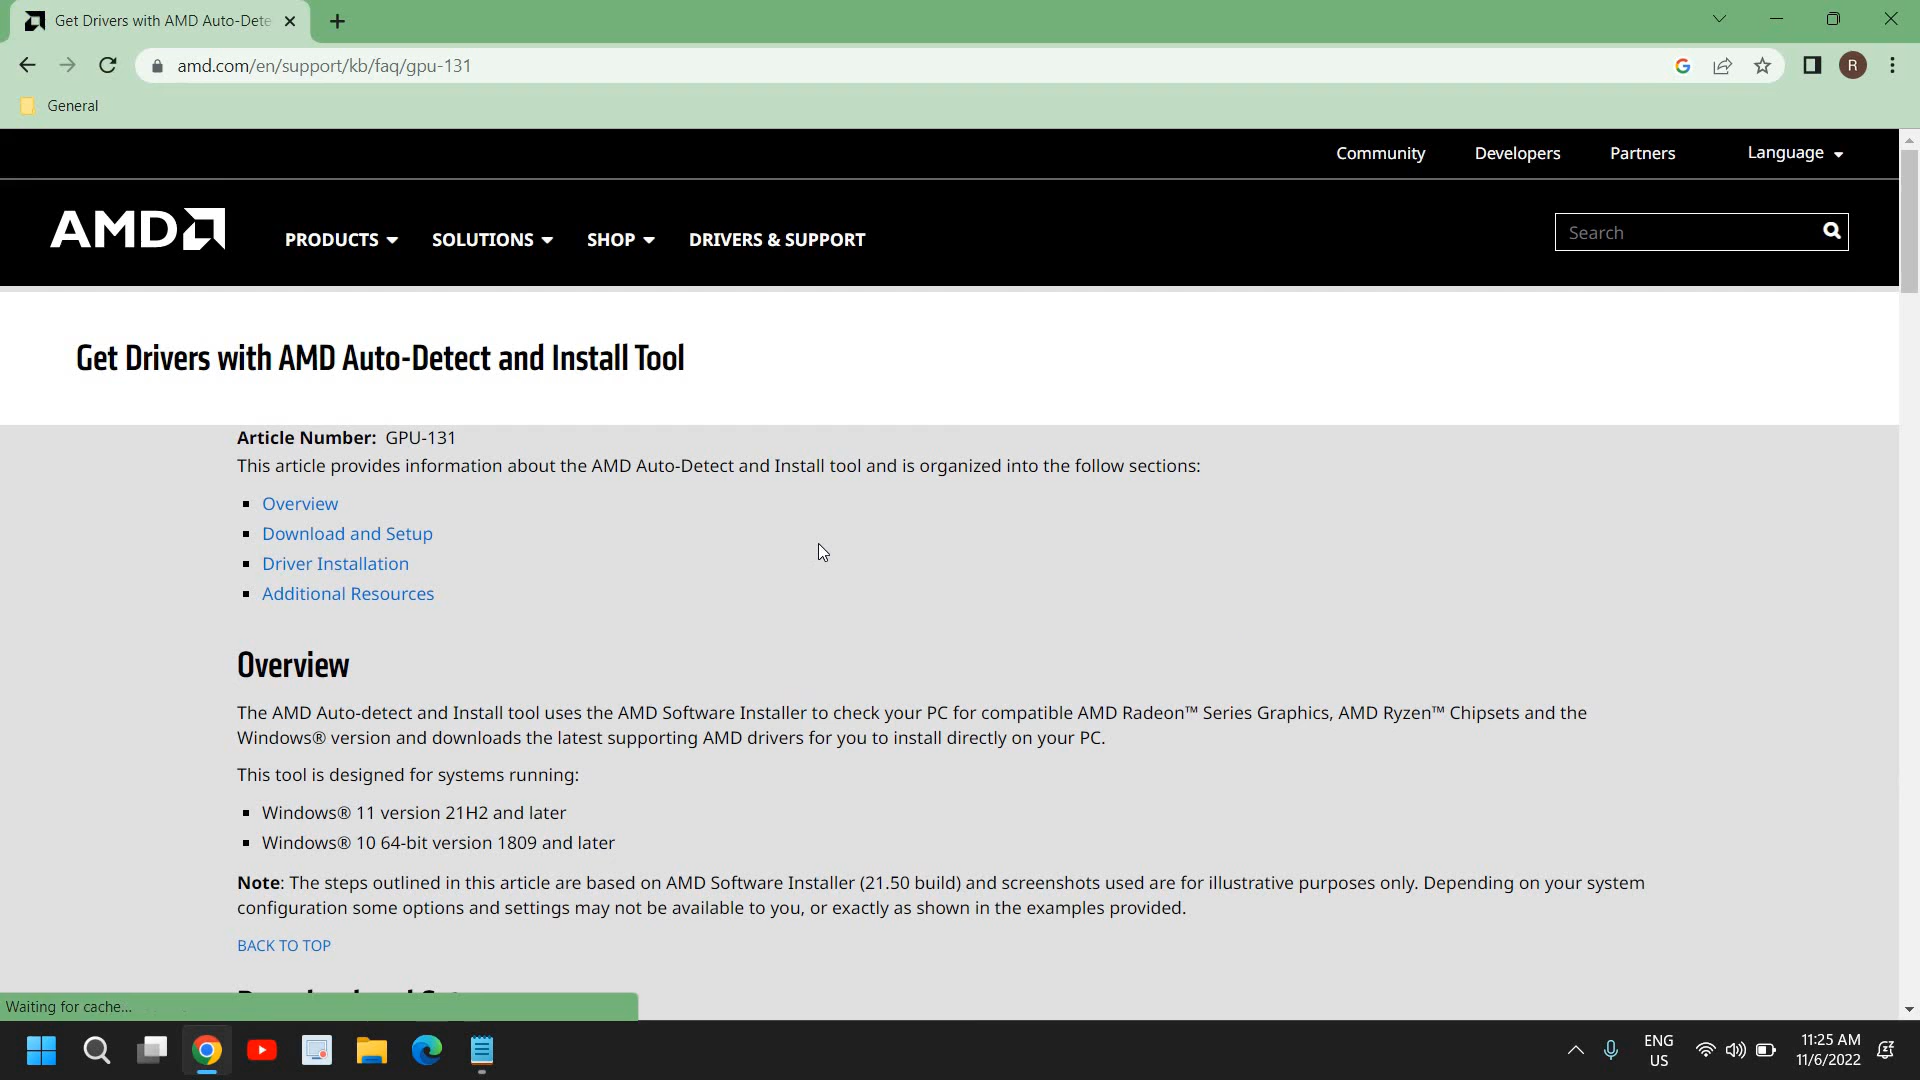 Get Drivers with AMD Auto-Dete
amd.com/en/support/kb/faq/gpu-131
R
General
Community Developers Partners Language
AMD
PRODUCTS SOLUTIONS SHOP DRIVERS & SUPPORT
Search
Get Drivers with AMD Auto-Detect and Install Tool
Article Number: GPU-131
This article provides information about the AMD Auto-Detect and Install tool and is organized into the follow sections:
Overview
Download and Setup
Driver Installation
Additional Resources
Overview
The AMD Auto-detect and Install tool uses the AMD Software Installer to check your PC for compatible AMD Radeon™ Series Graphics, AMD Ryzen™ Chipsets and the
Windows® version and downloads the latest supporting AMD drivers for you to install directly on your PC.
This tool is designed for systems running:
Windows® 11 version 21H2 and later
Windows® 10 64-bit version 1809 and later
Note: The steps outlined in this article are based on AMD Software Installer (21.50 build) and screenshots used are for illustrative purposes only. Depending on your system
configuration some options and settings may not be available to you, or exactly as shown in the examples provided.
BACK TO TOP
Waiting for cache...
ENG
US
11:25 AM
11/6/2022